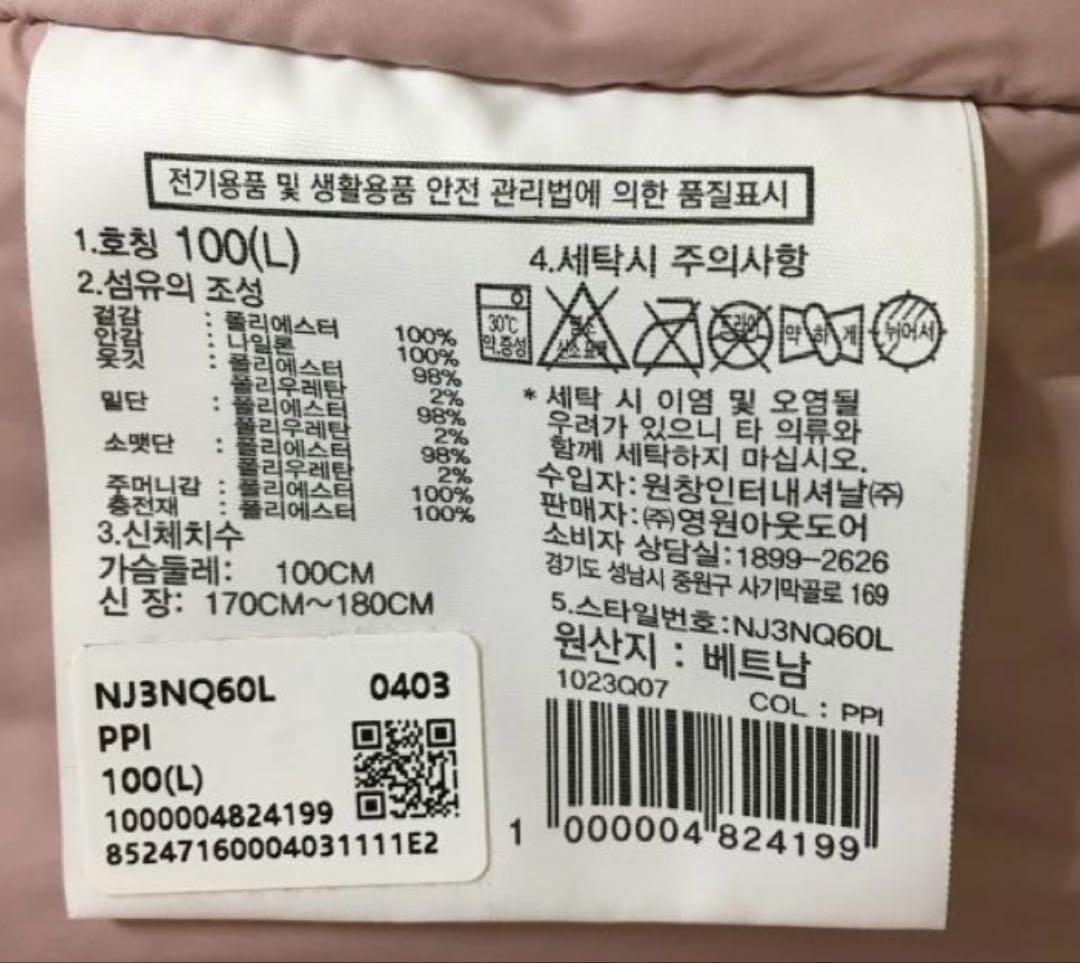 전기용품 및 생활용품 안전 관리법에 의한 품질표시
1.호칭 100(L)
2.섬유의 조성
겉감 : 폴리에스터 100%
안감 : 나일론 100%
옷깃 : 폴리에스터 98%
폴리우레탄 2%
밑단 : 폴리에스터 98%
폴리우레탄 2%
소맷단 : 폴리에스터 98%
폴리우레탄 2%
주머니감 : 폴리에스터 100%
충전재 : 폴리에스터 100%
3.신체치수
가슴둘레: 100CM
신 장: 170CM~180CM
4.세탁시 주의사항
30℃
약.중성
염소
산소 표백
드라이
약 하 게
뉘어서
* 세탁 시 이염 및 오염될
우려가 있으니 타 의류와
함께 세탁하지 마십시오.
수입자:원창인터내셔날(주)
판매자:(주)영원아웃도어
소비자 상담실:1899-2626
경기도 성남시 중원구 사기막골로 169
5.스타일번호:NJ3NQ60L
원산지 : 베트남
1023Q07
COL : PPI
1 000004 824199
NJ3NQ60L 0403
PPI
100(L)
1000004824199
85247160004031111E2